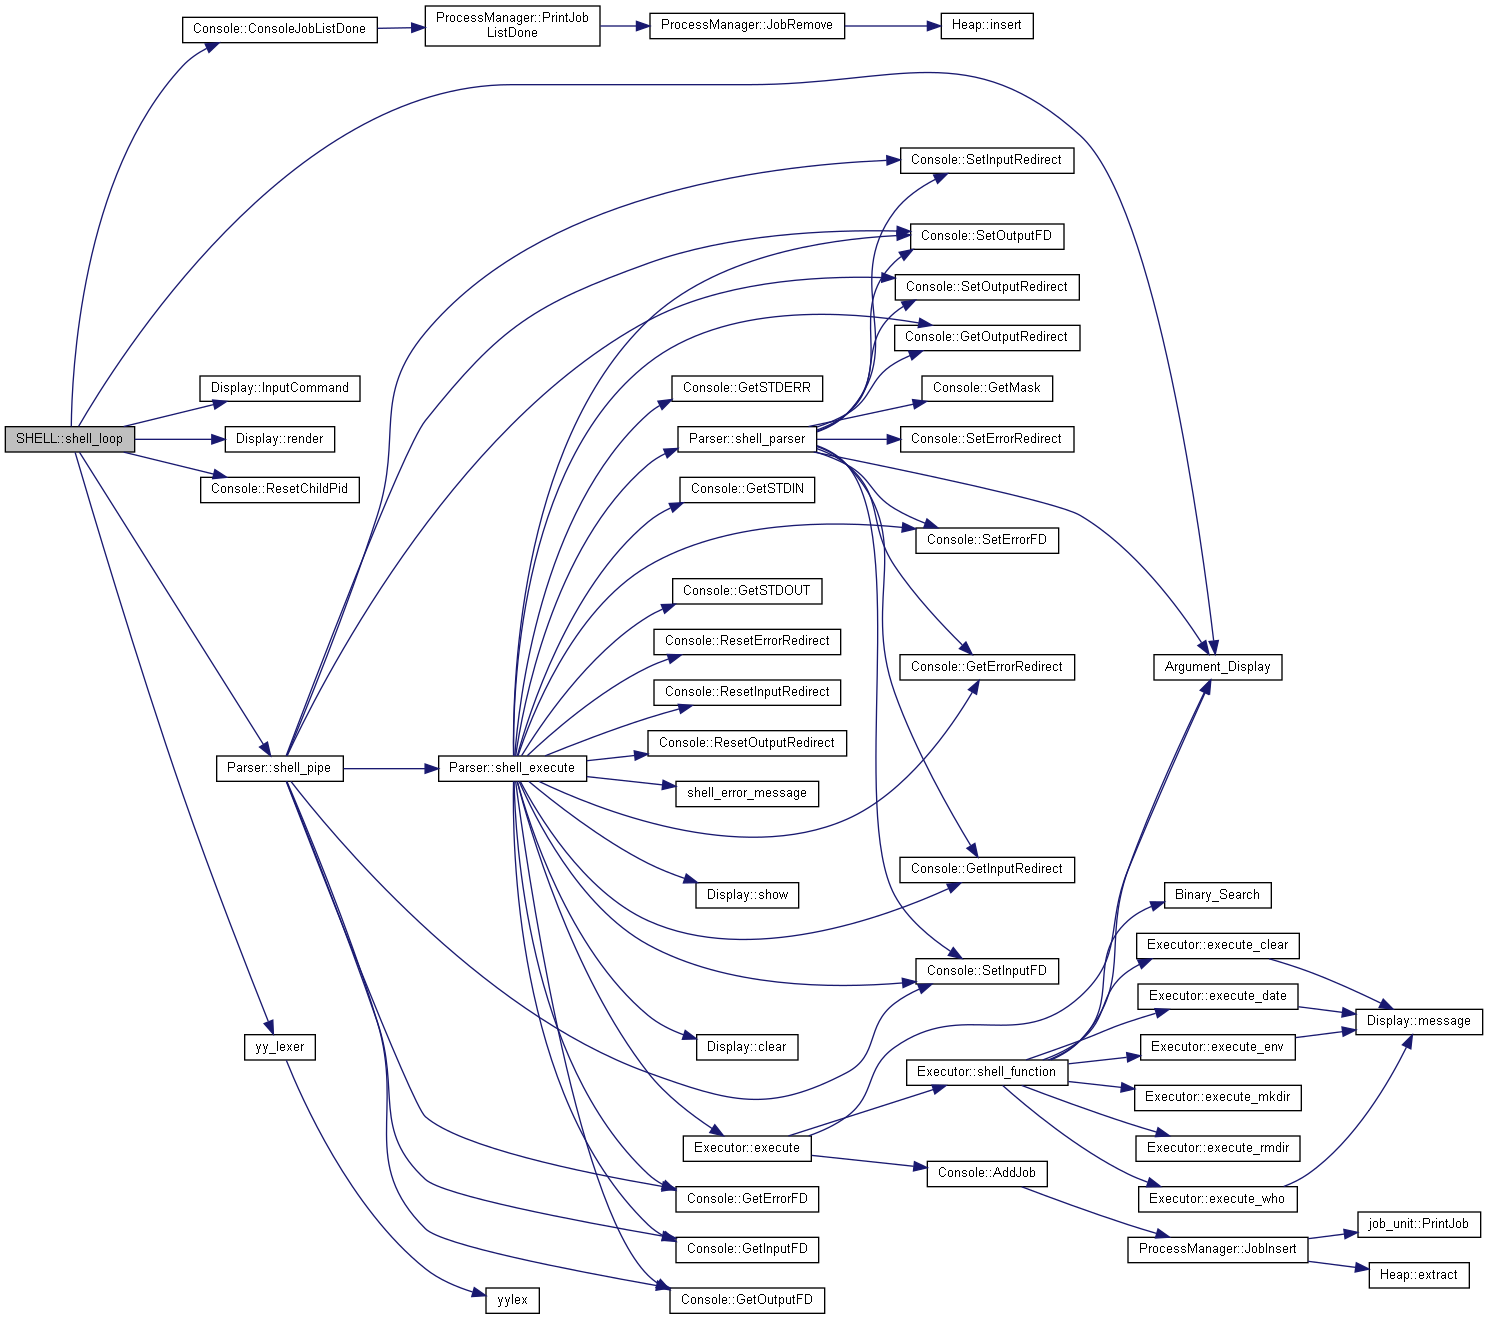 Console::ConsoleJobListDone
ProcessManager::PrintJob
ListDone
ProcessManager::JobRemove
Heap::insert
Console::SetInputRedirect
Console::SetOutputFD
Console::SetOutputRedirect
Console::GetOutputRedirect
Display::InputCommand
Console::GetSTDERR
Console::GetMask
SHELL::shell_loop
Display::render
Parser::shell_parser
Console::SetErrorRedirect
Console::ResetChildPid
Console::GetSTDIN
Console::SetErrorFD
Console::GetSTDOUT
Console::ResetErrorRedirect
Console::GetErrorRedirect
Argument_Display
Console::ResetInputRedirect
Console::ResetOutputRedirect
Parser::shell_pipe
Parser::shell_execute
shell_error_message
Console::GetInputRedirect
Display::show
Binary_Search
Executor::execute_clear
Console::SetInputFD
Executor::execute_date
Display::message
yy_lexer
Display::clear
Executor::execute_env
Executor::shell_function
Executor::execute_mkdir
Executor::execute
Executor::execute_rmdir
Console::AddJob
Console::GetErrorFD
Executor::execute_who
job_unit::PrintJob
Console::GetInputFD
ProcessManager::JobInsert
Heap::extract
yylex
Console::GetOutputFD